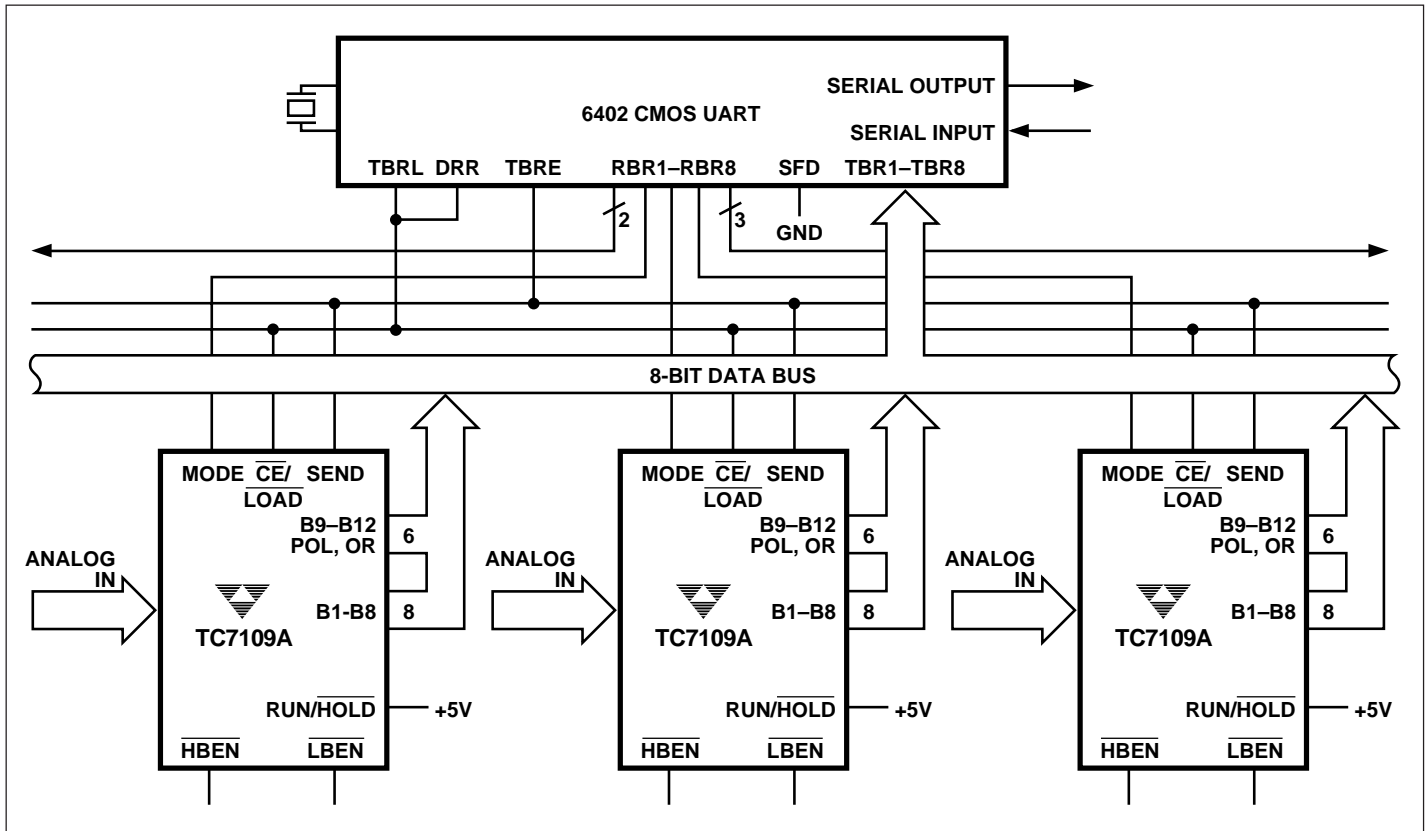 SERIAL OUTPUT
6402 CMOS UART
SERIAL INPUT
TBRL DRR TBRE RBR1–RBR8 SFD TBR1–TBR8
2
3
GND
8-BIT DATA BUS
MODE CE/ SEND
LOAD
B9–B12
POL, OR
6
ANALOG
IN
B1-B8
8
TC7109A
RUN/HOLD
+5V
HBEN
LBEN
MODE CE/ SEND
LOAD
B9–B12
POL, OR
6
ANALOG
IN
B1–B8
8
TC7109A
RUN/HOLD
+5V
HBEN
LBEN
MODE CE/ SEND
LOAD
B9–B12
POL, OR
6
ANALOG
IN
B1–B8
8
TC7109A
RUN/HOLD
+5V
HBEN
LBEN